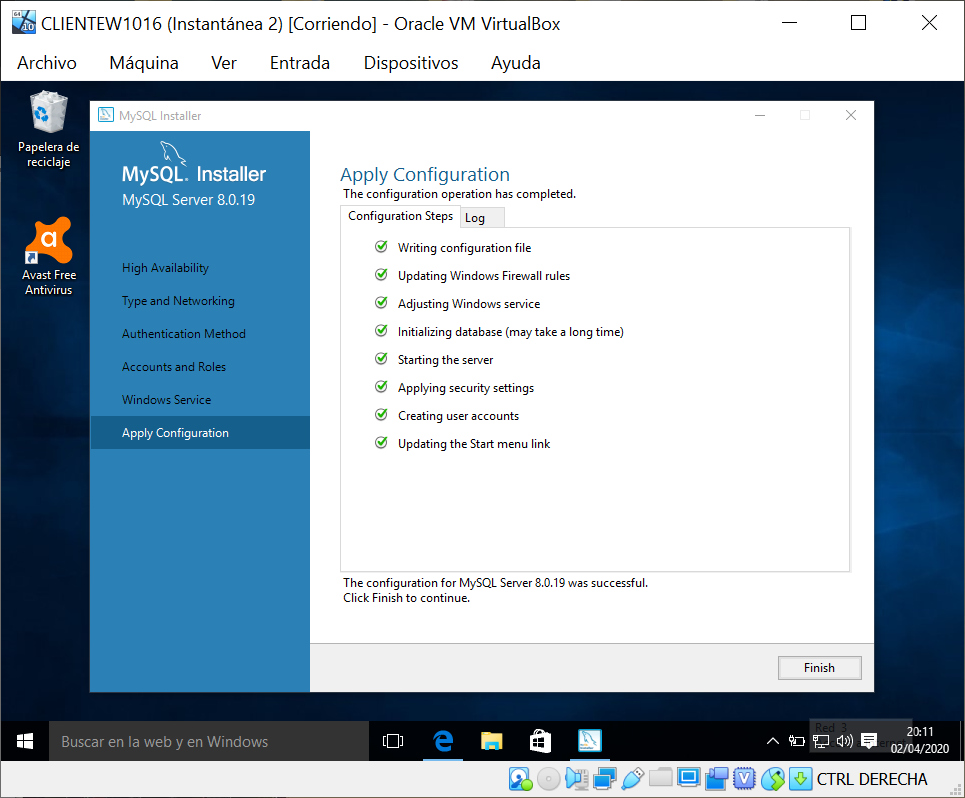 CLIENTEW1016 (Instantánea 2) [Corriendo] - Oracle VM VirtualBox
Archivo Máquina Ver Entrada Dispositivos Ayuda
Papelera de
reciclaje
Avast Free
Antivirus
MySQL Installer
MySQL. Installer
MySQL Server 8.0.19
High Availability
Type and Networking
Authentication Method
Accounts and Roles
Windows Service
Apply Configuration
Apply Configuration
The configuration operation has completed.
Configuration Steps Log
Writing configuration file
Updating Windows Firewall rules
Adjusting Windows service
Initializing database (may take a long time)
Starting the server
Applying security settings
Creating user accounts
Updating the Start menu link
The configuration for MySQL Server 8.0.19 was successful.
Click Finish to continue.
Finish
Buscar en la web y en Windows
Red 3
20:11
02/04/2020
CTRL DERECHA